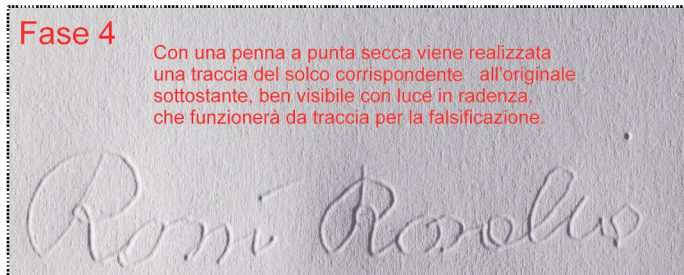 Fase 4
Con una penna a punta secca viene realizzata
una traccia del solco corrispondente all'originale
sottostante, ben visibile con luce in radenza,
che funzionerà da traccia per la falsificazione.